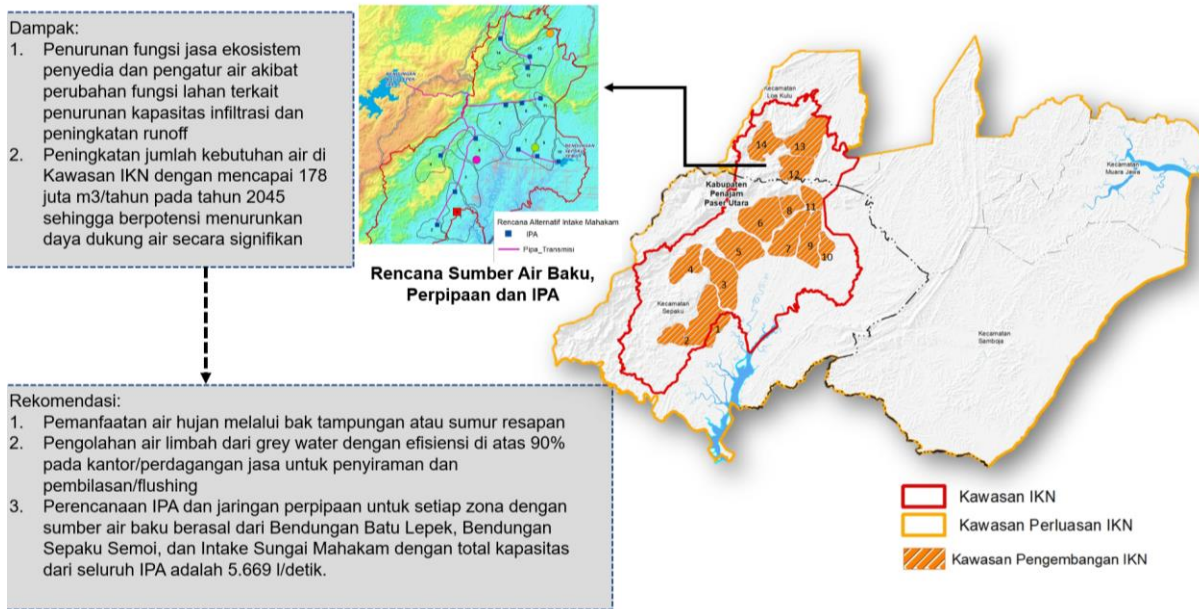 Dampak:
1. Penurunan fungsi jasa ekosistem
penyedia dan pengatur air akibat
perubahan fungsi lahan terkait
penurunan kapasitas infiltrasi dan
peningkatan runoff
2. Peningkatan jumlah kebutuhan air di
Kawasan IKN dengan mencapai 178
juta m3/tahun pada tahun 2045
sehingga berpotensi menurunkan
daya dukung air secara signifikan
Rencana Alternatif Intake Mahakam
IPA
Pipa_Transmisi
Rencana Sumber Air Baku,
Perpipaan dan IPA
Kecamatan
Loa Kulu
14
13
12
Kabupaten
Penajam
Paser Utara
11
8
6
10
9
7
5
4
3
Kecamatan
Sepaku
1
2
Kecamatan
Muara Jawa
Kecamatan
Samboja
Rekomendasi:
1. Pemanfaatan air hujan melalui bak tampungan atau sumur resapan
2. Pengolahan air limbah dari grey water dengan efisiensi di atas 90%
pada kantor/perdagangan jasa untuk penyiraman dan
pembilasan/flushing
3. Perencanaan IPA dan jaringan perpipaan untuk setiap zona dengan
sumber air baku berasal dari Bendungan Batu Lepek, Bendungan
Sepaku Semoi, dan Intake Sungai Mahakam dengan total kapasitas
dari seluruh IPA adalah 5.669 l/detik.
Kawasan IKN
Kawasan Perluasan IKN
Kawasan Pengembangan IKN